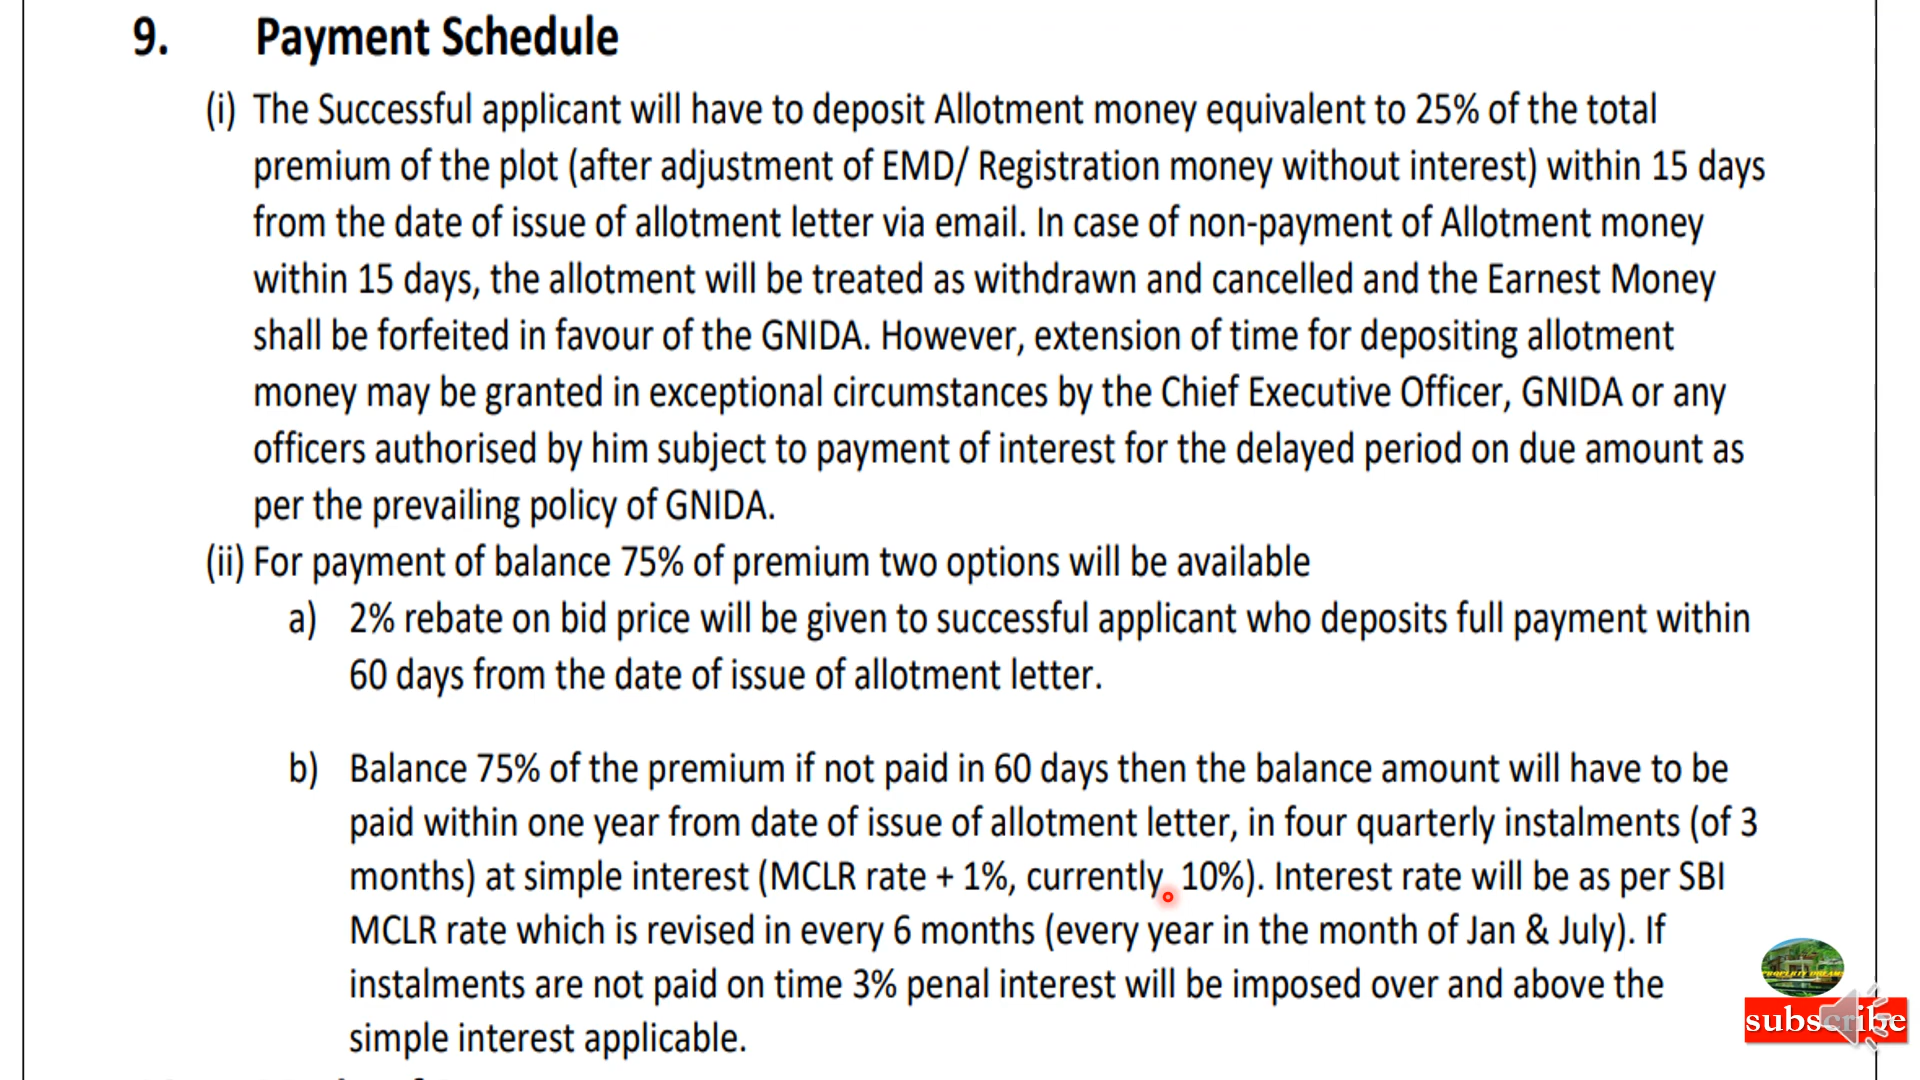 9. Payment Schedule
(i) The Successful applicant will have to deposit Allotment money equivalent to 25% of the total
premium of the plot (after adjustment of EMD/ Registration money without interest) within 15 days
from the date of issue of allotment letter via email. In case of non-payment of Allotment money
within 15 days, the allotment will be treated as withdrawn and cancelled and the Earnest Money
shall be forfeited in favour of the GNIDA. However, extension of time for depositing allotment
money may be granted in exceptional circumstances by the Chief Executive Officer, GNIDA or any
officers authorised by him subject to payment of interest for the delayed period on due amount as
per the prevailing policy of GNIDA.
(ii) For payment of balance 75% of premium two options will be available
a) 2% rebate on bid price will be given to successful applicant who deposits full payment within
60 days from the date of issue of allotment letter.
b) Balance 75% of the premium if not paid in 60 days then the balance amount will have to be
paid within one year from date of issue of allotment letter, in four quarterly instalments (of 3
months) at simple interest (MCLR rate + 1%, currently 10%). Interest rate will be as per SBI
MCLR rate which is revised in every 6 months (every year in the month of Jan & July). If
instalments are not paid on time 3% penal interest will be imposed over and above the
simple interest applicable.
subscribe